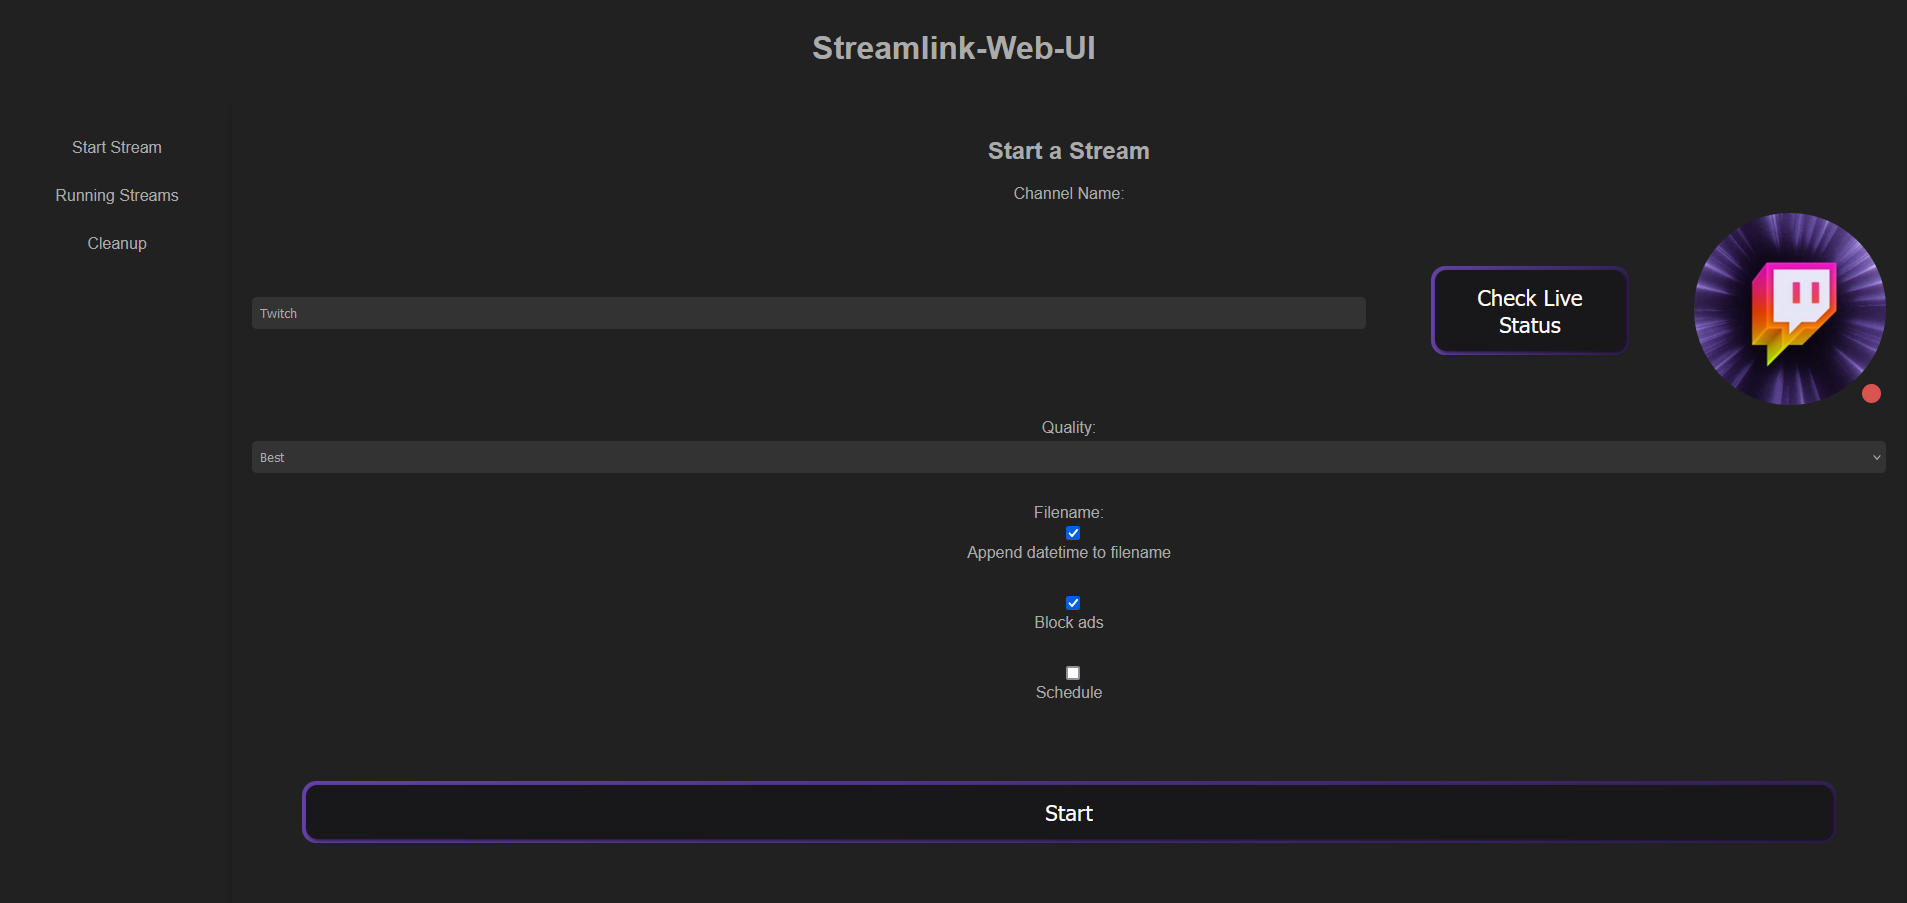 Streamlink-Web-UI
Start Stream
Running Streams
Cleanup
Start a Stream
Channel Name:
Twitch
Check Live
Status
Quality:
Best
Filename:
Append datetime to filename
Block ads
Schedule
Start